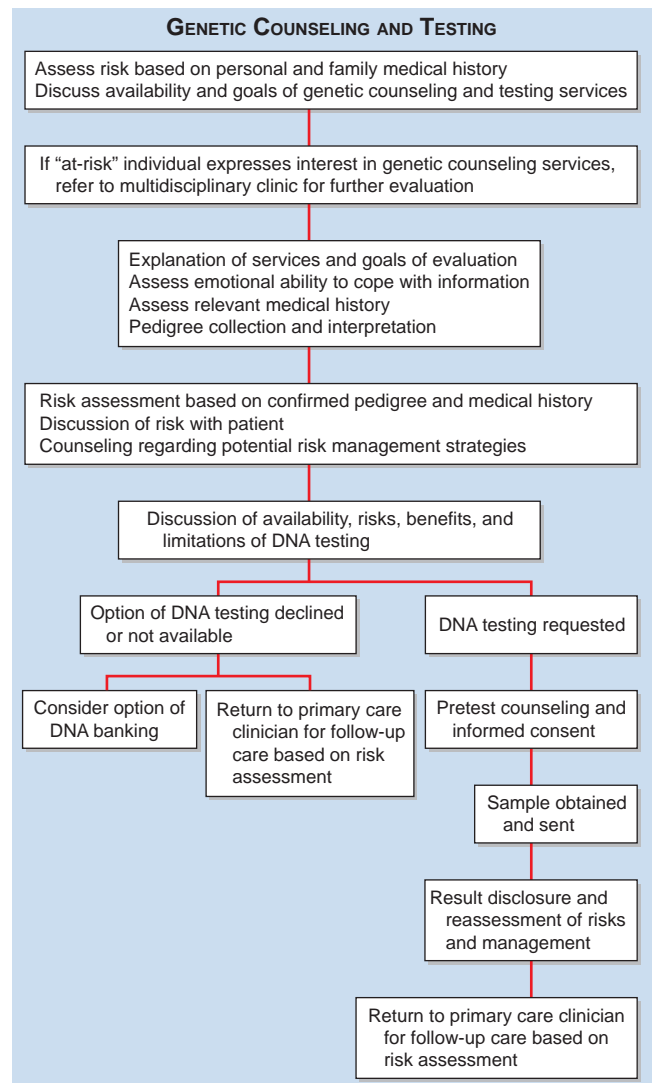 GENETIC COUNSELING AND TESTING
Assess risk based on personal and family medical history
Discuss availability and goals of genetic counseling and testing services
If “at-risk” individual expresses interest in genetic counseling services,
refer to multidisciplinary clinic for further evaluation
Explanation of services and goals of evaluation
Assess emotional ability to cope with information
Assess relevant medical history
Pedigree collection and interpretation
Risk assessment based on confirmed pedigree and medical history
Discussion of risk with patient
Counseling regarding potential risk management strategies
Discussion of availability, risks, benefits, and
limitations of DNA testing
Option of DNA testing declined
or not available
Consider option of
DNA banking
Return to primary care
clinician for follow-up
care based on risk
assessment
DNA testing requested
Pretest counseling and
informed consent
Sample obtained
and sent
Result disclosure and
reassessment of risks
and management
Return to primary care clinician
for follow-up care based on
risk assessment